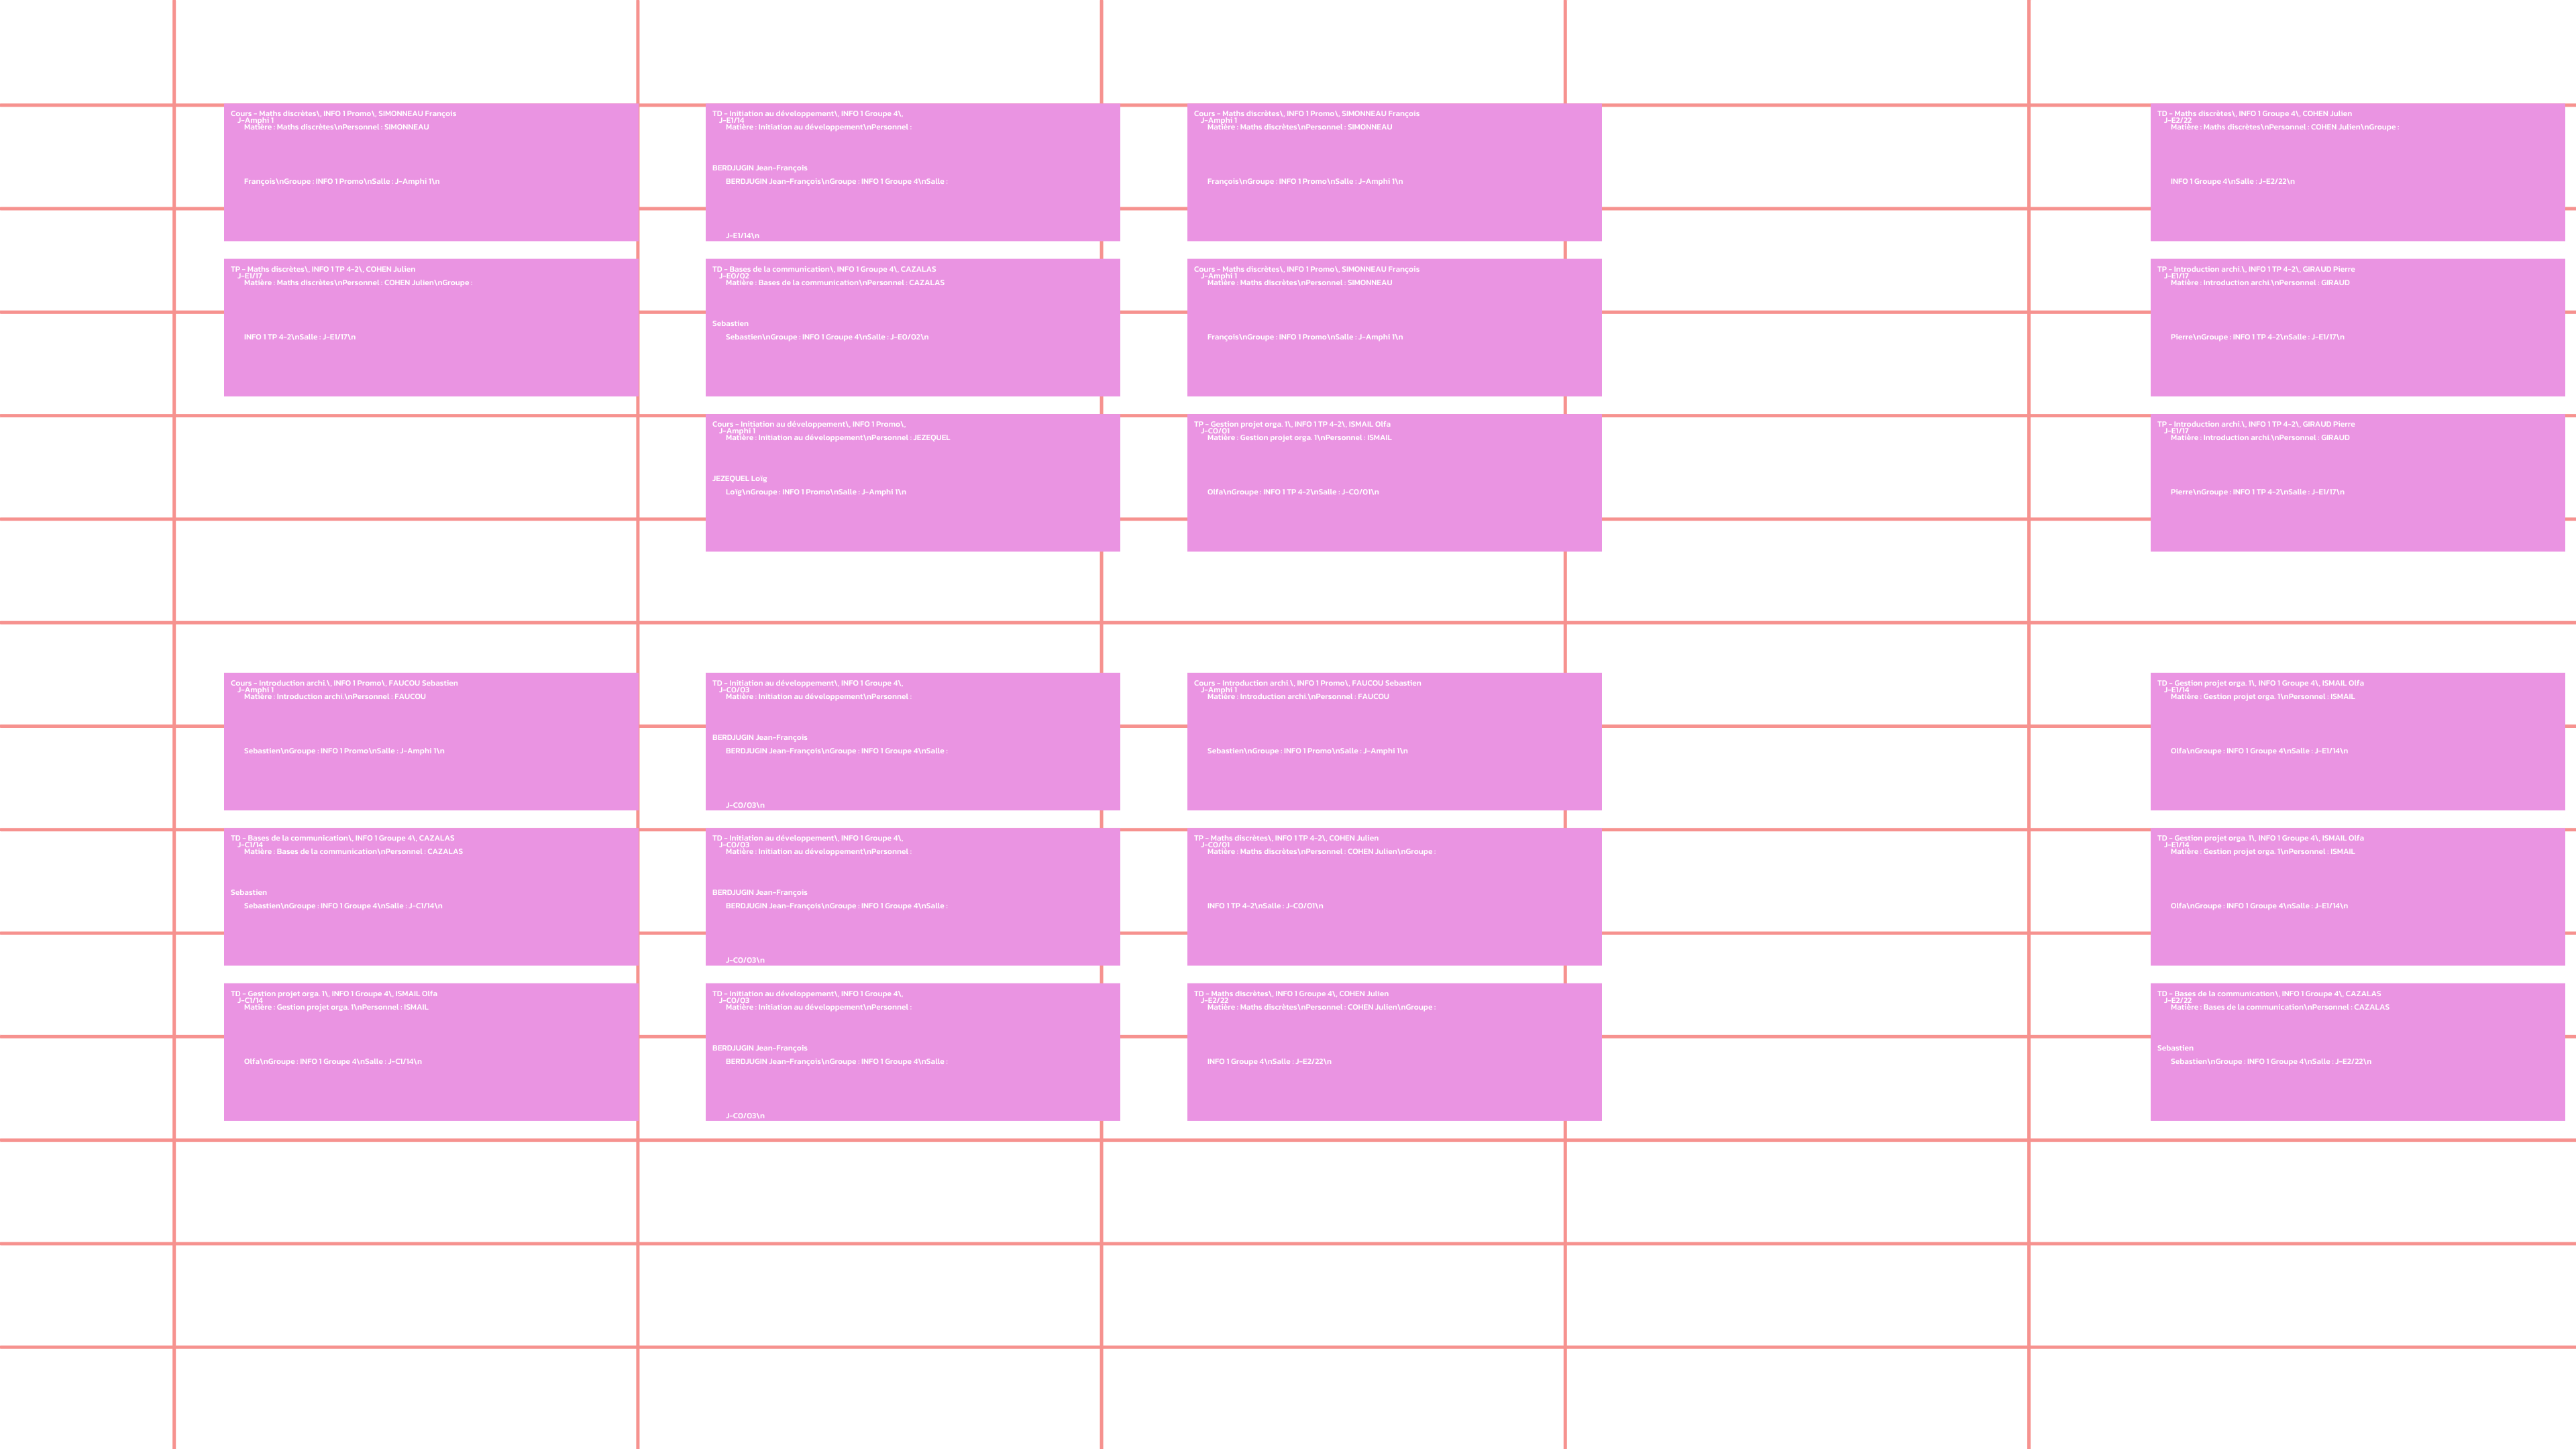 Cours - Maths discrètes\, INFO 1 Promo\, SIMONNEAU François
J-Amphi 1
Matière : Maths discrètes\nPersonnel : SIMONNEAU
François\nGroupe : INFO 1 Promo\nSalle : J-Amphi 1\n
TD - Initiation au développement\, INFO 1 Groupe 4\,
J-E1/14
Matière : Initiation au développement\nPersonnel :
BERDJUGIN Jean-François
BERDJUGIN Jean-François\nGroupe : INFO 1 Groupe 4\nSalle :
J-E1/14\n
Cours - Maths discrètes\, INFO 1 Promo\, SIMONNEAU François
J-Amphi 1
Matière : Maths discrètes\nPersonnel : SIMONNEAU
François\nGroupe : INFO 1 Promo\nSalle : J-Amphi 1\n
TD - Maths discrètes\, INFO 1 Groupe 4\, COHEN Julien
J-E2/22
Matière : Maths discrètes\nPersonnel : COHEN Julien\nGroupe :
INFO 1 Groupe 4\nSalle : J-E2/22\n
TP - Maths discrètes\, INFO 1 TP 4-2\, COHEN Julien
J-E1/17
Matière : Maths discrètes\nPersonnel : COHEN Julien\nGroupe :
INFO 1 TP 4-2\nSalle : J-E1/17\n
TD - Bases de la communication\, INFO 1 Groupe 4\, CAZALAS
J-E0/02
Matière : Bases de la communication\nPersonnel : CAZALAS
Sebastien
Sebastien\nGroupe : INFO 1 Groupe 4\nSalle : J-E0/02\n
Cours - Maths discrètes\, INFO 1 Promo\, SIMONNEAU François
J-Amphi 1
Matière : Maths discrètes\nPersonnel : SIMONNEAU
François\nGroupe : INFO 1 Promo\nSalle : J-Amphi 1\n
TP - Introduction archi.\, INFO 1 TP 4-2\, GIRAUD Pierre
J-E1/17
Matière : Introduction archi.\nPersonnel : GIRAUD
Pierre\nGroupe : INFO 1 TP 4-2\nSalle : J-E1/17\n
Cours - Initiation au développement\, INFO 1 Promo\,
J-Amphi 1
Matière : Initiation au développement\nPersonnel : JEZEQUEL
JEZEQUEL Loïg
Loïg\nGroupe : INFO 1 Promo\nSalle : J-Amphi 1\n
TP - Gestion projet orga. 1\, INFO 1 TP 4-2\, ISMAIL Olfa
J-C0/01
Matière : Gestion projet orga. 1\nPersonnel : ISMAIL
Olfa\nGroupe : INFO 1 TP 4-2\nSalle : J-C0/01\n
TP - Introduction archi.\, INFO 1 TP 4-2\, GIRAUD Pierre
J-E1/17
Matière : Introduction archi.\nPersonnel : GIRAUD
Pierre\nGroupe : INFO 1 TP 4-2\nSalle : J-E1/17\n
Cours - Introduction archi.\, INFO 1 Promo\, FAUCOU Sebastien
J-Amphi 1
Matière : Introduction archi.\nPersonnel : FAUCOU
Sebastien\nGroupe : INFO 1 Promo\nSalle : J-Amphi 1\n
TD - Initiation au développement\, INFO 1 Groupe 4\,
J-C0/03
Matière : Initiation au développement\nPersonnel :
BERDJUGIN Jean-François
BERDJUGIN Jean-François\nGroupe : INFO 1 Groupe 4\nSalle :
J-C0/03\n
Cours - Introduction archi.\, INFO 1 Promo\, FAUCOU Sebastien
J-Amphi 1
Matière : Introduction archi.\nPersonnel : FAUCOU
Sebastien\nGroupe : INFO 1 Promo\nSalle : J-Amphi 1\n
TD - Gestion projet orga. 1\, INFO 1 Groupe 4\, ISMAIL Olfa
J-E1/14
Matière : Gestion projet orga. 1\nPersonnel : ISMAIL
Olfa\nGroupe : INFO 1 Groupe 4\nSalle : J-E1/14\n
TD - Bases de la communication\, INFO 1 Groupe 4\, CAZALAS
J-C1/14
Matière : Bases de la communication\nPersonnel : CAZALAS
Sebastien
Sebastien\nGroupe : INFO 1 Groupe 4\nSalle : J-C1/14\n
TD - Initiation au développement\, INFO 1 Groupe 4\,
J-C0/03
Matière : Initiation au développement\nPersonnel :
BERDJUGIN Jean-François
BERDJUGIN Jean-François\nGroupe : INFO 1 Groupe 4\nSalle :
J-C0/03\n
TP - Maths discrètes\, INFO 1 TP 4-2\, COHEN Julien
J-C0/01
Matière : Maths discrètes\nPersonnel : COHEN Julien\nGroupe :
INFO 1 TP 4-2\nSalle : J-C0/01\n
TD - Gestion projet orga. 1\, INFO 1 Groupe 4\, ISMAIL Olfa
J-E1/14
Matière : Gestion projet orga. 1\nPersonnel : ISMAIL
Olfa\nGroupe : INFO 1 Groupe 4\nSalle : J-E1/14\n
TD - Gestion projet orga. 1\, INFO 1 Groupe 4\, ISMAIL Olfa
J-C1/14
Matière : Gestion projet orga. 1\nPersonnel : ISMAIL
Olfa\nGroupe : INFO 1 Groupe 4\nSalle : J-C1/14\n
TD - Initiation au développement\, INFO 1 Groupe 4\,
J-C0/03
Matière : Initiation au développement\nPersonnel :
BERDJUGIN Jean-François
BERDJUGIN Jean-François\nGroupe : INFO 1 Groupe 4\nSalle :
J-C0/03\n
TD - Maths discrètes\, INFO 1 Groupe 4\, COHEN Julien
J-E2/22
Matière : Maths discrètes\nPersonnel : COHEN Julien\nGroupe :
INFO 1 Groupe 4\nSalle : J-E2/22\n
TD - Bases de la communication\, INFO 1 Groupe 4\, CAZALAS
J-E2/22
Matière : Bases de la communication\nPersonnel : CAZALAS
Sebastien
Sebastien\nGroupe : INFO 1 Groupe 4\nSalle : J-E2/22\n